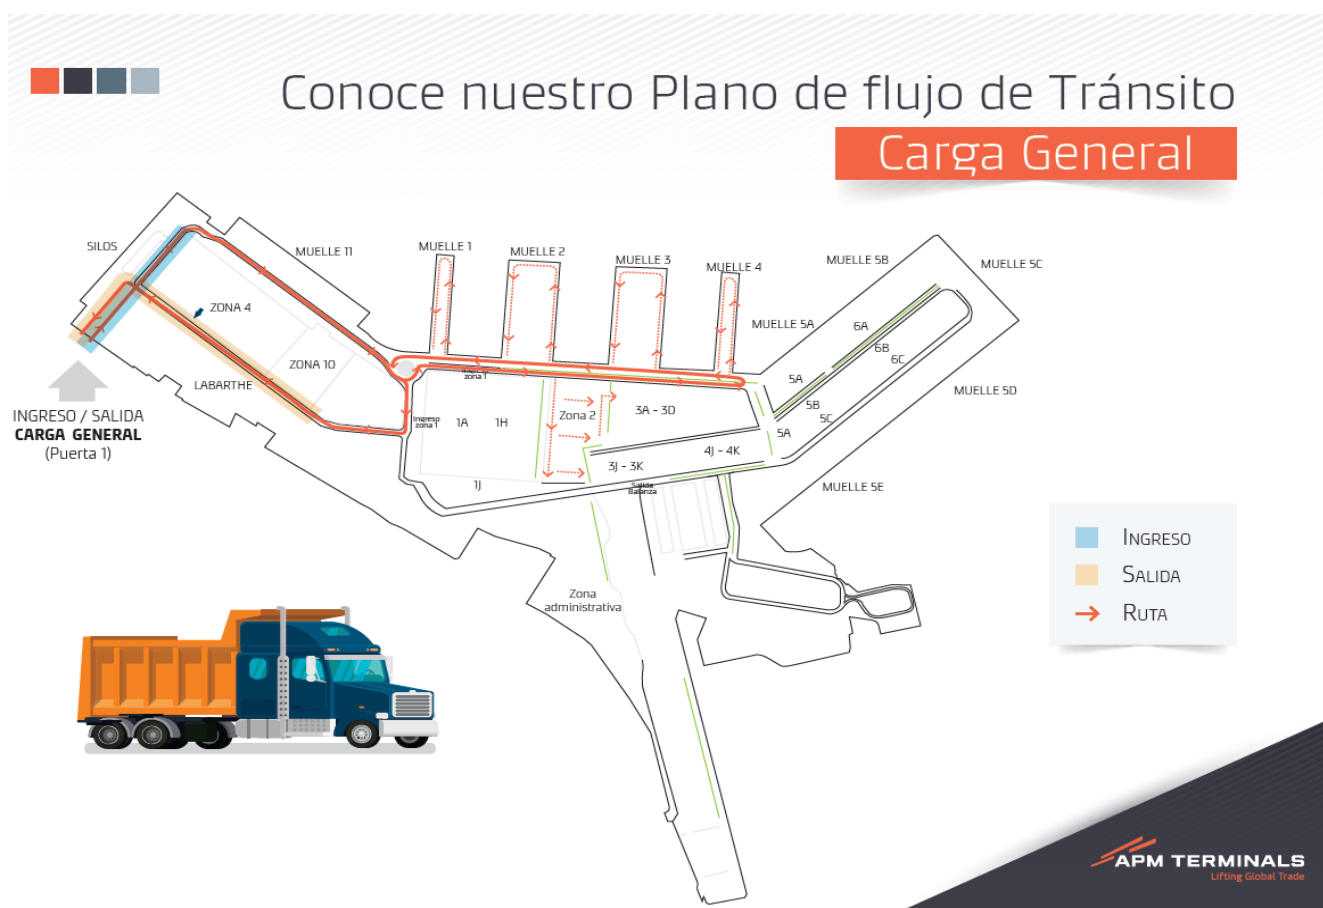 Conoce nuestro Plano de flujo de Tránsito
Carga General
SILOS
MUELLE 11
MUELLE 1
MUELLE 2
MUELLE 3
MUELLE 4
MUELLE 5B
MUELLE 5C
MUELLE 5A
MUELLE 5D
MUELLE 5E
ZONA 4
ZONA 10
LABARTHE
INGRESO / SALIDA
CARGA GENERAL
(Puerta 1)
zona 1
Ingreso
zona 1
1A
1H
1J
Zona 2
3A - 3D
3J - 3K
4J - 4K
6A
6B
6C
5A
5B
5C
5A
Salida
Balanza
Zona
administrativa
INGRESO
SALIDA
RUTA
APM TERMINALS
Lifting Global Trade